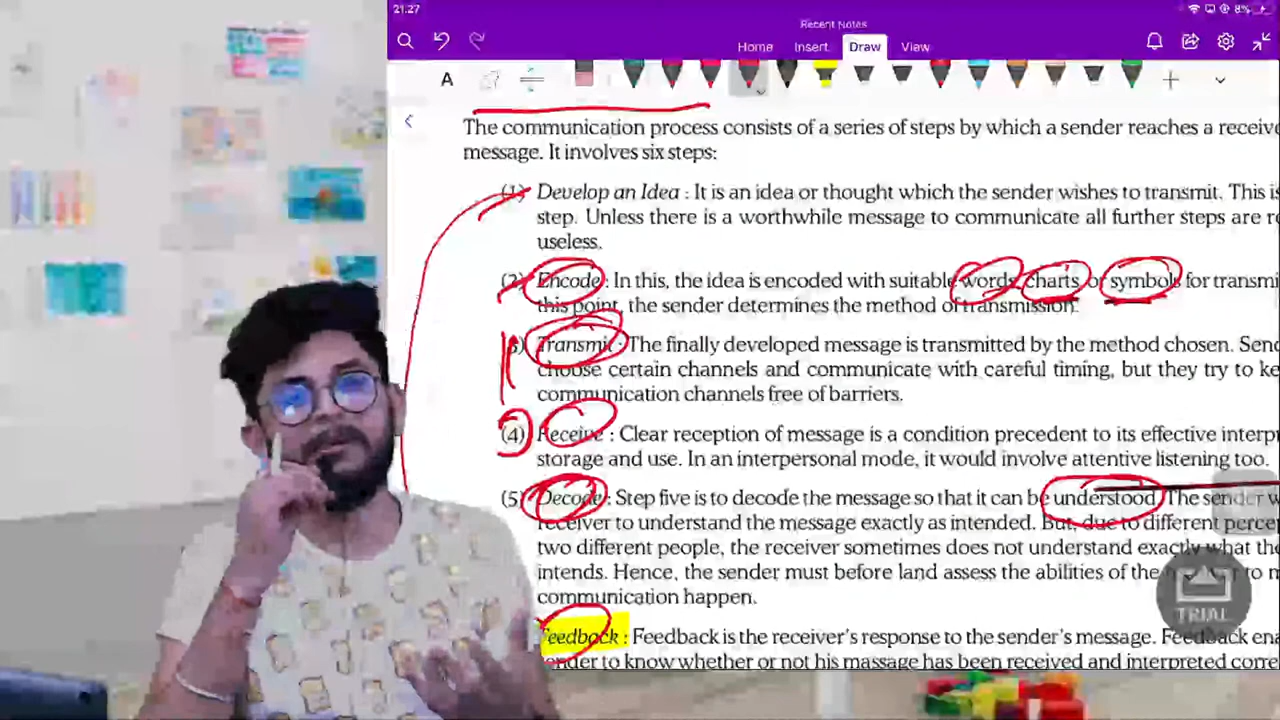 21.27
8%
Recent Notes
Home Insert Draw View
A
The communication process consists of a series of steps by which a sender reaches a receive
message. It involves six steps:
(1) Develop an Idea : It is an idea or thought which the sender wishes to transmit. This i
step. Unless there is a worthwhile message to communicate all further steps are r
useless.
(2) Encode : In this, the idea is encoded with suitable words, charts or symbols for transm
this point, the sender determines the method of transmission.
(3) Transmit : The finally developed message is transmitted by the method chosen. Send
choose certain channels and communicate with careful timing, but they try to ke
communication channels free of barriers.
(4) Receive : Clear reception of message is a condition precedent to its effective interp
storage and use. In an interpersonal mode, it would involve attentive listening too.
(5) Decode : Step five is to decode the message so that it can be understood. The sender w
receiver to understand the message exactly as intended. But, due to different perce
two different people, the receiver sometimes does not understand exactly what the
intends. Hence, the sender must before land assess the abilities of the to m
communication happen.
Feedback : Feedback is the receiver's response to the sender's message. Feedback ena
sender to know whether or not his massage has been received and interpreted corre
TRIAL